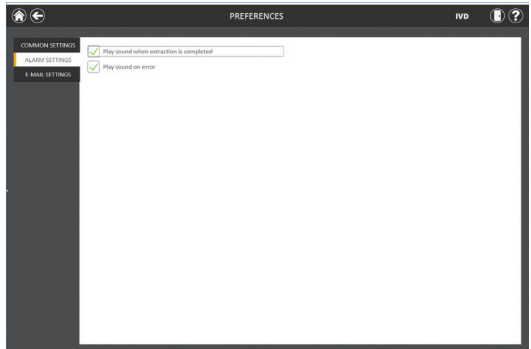 PREFERENCES
IVD
?
COMMON SETTINGS
ALARM SETTINGS
E-MAIL SETTINGS
Play sound when extraction is completed
Play sound on error